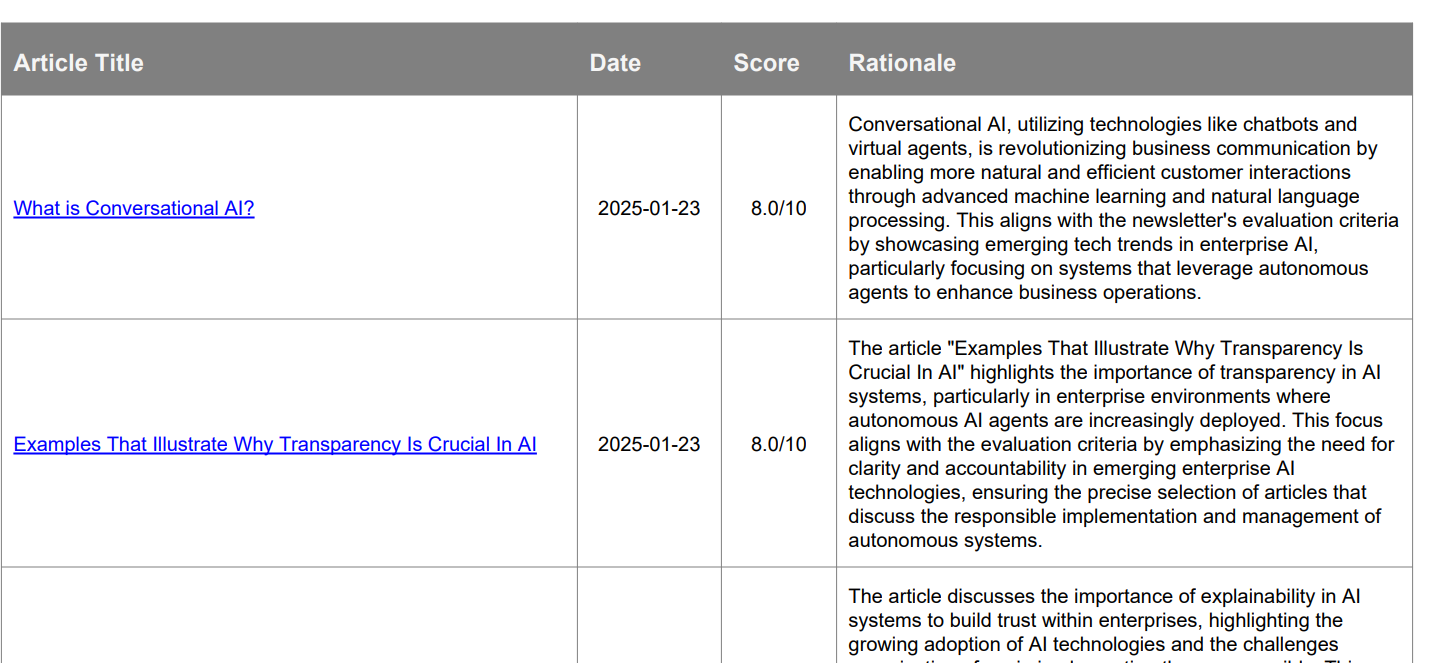 Article Title Date Score Rationale
Conversational AI, utilizing technologies like chatbots and
virtual agents, is revolutionizing business communication by
enabling more natural and efficient customer interactions
through advanced machine learning and natural language
What is Conversational AI? 2025-01-23 8.0/10
processing. This aligns with the newsletter's evaluation criteria
by showcasing emerging tech trends in enterprise AI,
particularly focusing on systems that leverage autonomous
agents to enhance business operations.
The article "Examples That Illustrate Why Transparency Is
Crucial In AI" highlights the importance of transparency in AI
systems, particularly in enterprise environments where
autonomous AI agents are increasingly deployed. This focus
Examples That Illustrate Why Transparency Is Crucial In AI 2025-01-23 8.0/10 aligns with the evaluation criteria by emphasizing the need for
clarity and accountability in emerging enterprise AI
technologies, ensuring the precise selection of articles that
discuss the responsible implementation and management of
autonomous systems.
The article discusses the importance of explainability in AI
systems to build trust within enterprises, highlighting the
growing adoption of AI technologies and the challenges